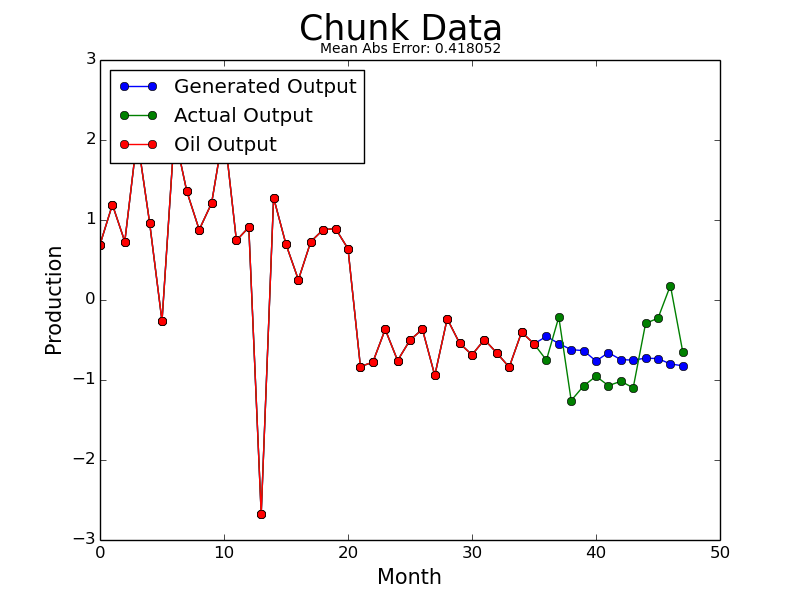 Chunk Data
Mean Abs Error: 0.418052
3
2
1
0
−1
−2
−3
Production
Generated Output
Actual Output
Oil Output
0 10 20 30 40 50
Month